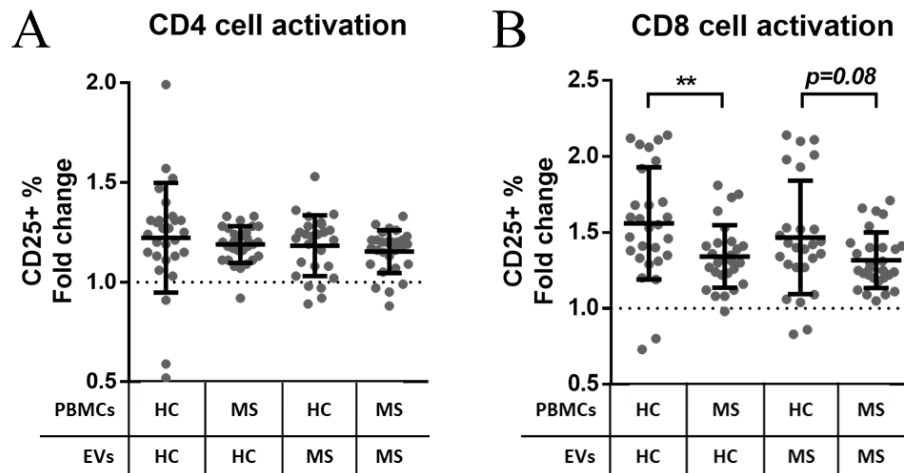 A
CD4 cell activation
CD25+ %
Fold change
2.0
1.5
1.0
0.5
PBMCs HC MS HC MS
EVs HC HC MS MS
B
CD8 cell activation
CD25+ %
Fold change
2.5
2.0
1.5
1.0
0.5
**
p=0.08
PBMCs HC MS HC MS
EVs HC HC MS MS